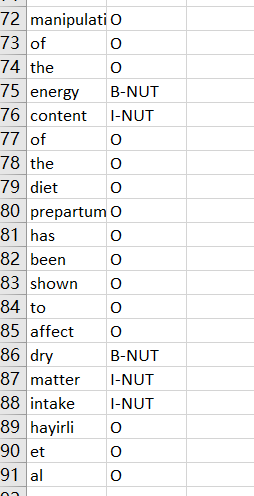 72 manipulati O
73 of O
74 the O
75 energy B-NUT
76 content I-NUT
77 of O
78 the O
79 diet O
80 prepartum O
81 has O
82 been O
83 shown O
84 to O
85 affect O
86 dry B-NUT
87 matter I-NUT
88 intake I-NUT
89 hayirli O
90 et O
91 al O